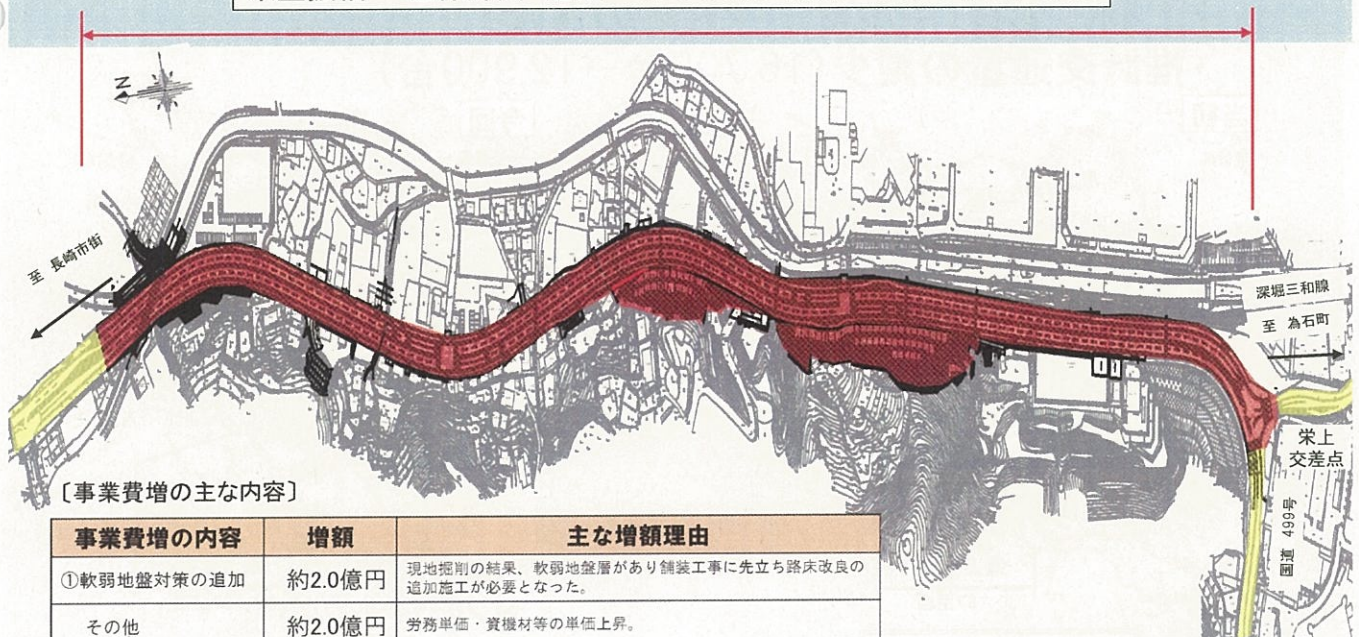 N
至 長崎市街
深堀三和線
至 為石町
栄上
交差点
国道 499号
〔事業費増の主な内容〕
事業費増の内容 増額 主な増額理由
①軟弱地盤対策の追加 約2.0億円 現地掘削の結果、軟弱地盤層があり舗装工事に先立ち路床改良の
追加施工が必要となった。
その他 約2.0億円 労務単価・資機材等の単価上昇。